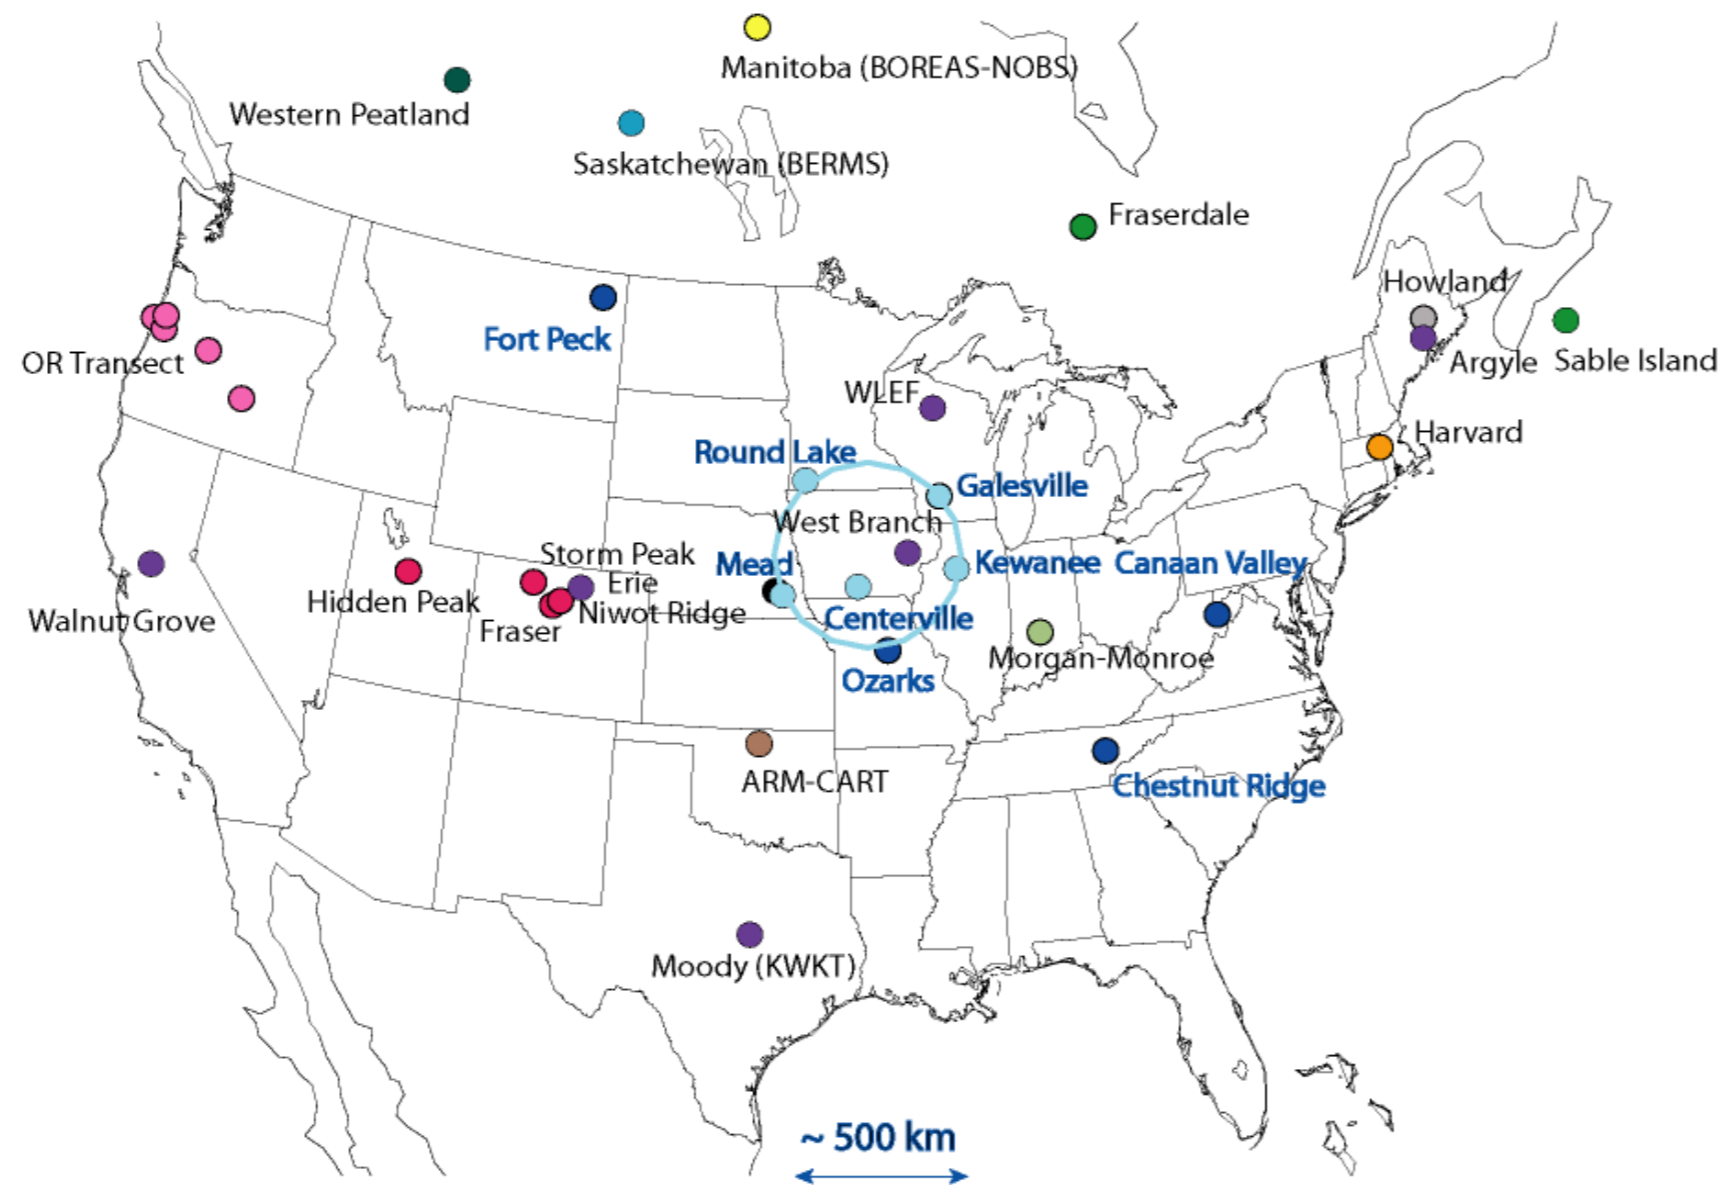 Manitoba (BOREAS-NOBS)
Western Peatland
Saskatchewan (BERMS)
Fraserdale
Howland
Fort Peck
OR Transect
Argyle
Sable Island
WLEF
Harvard
Round Lake
Galesville
West Branch
Storm Peak
Mead
Kewanee
Canaan Valley
Erie
Hidden Peak
Niwot Ridge
Walnut Grove
Fraser
Centerville
Morgan-Monroe
Ozarks
ARM-CART
Chestnut Ridge
Moody (KWKT)
~ 500 km